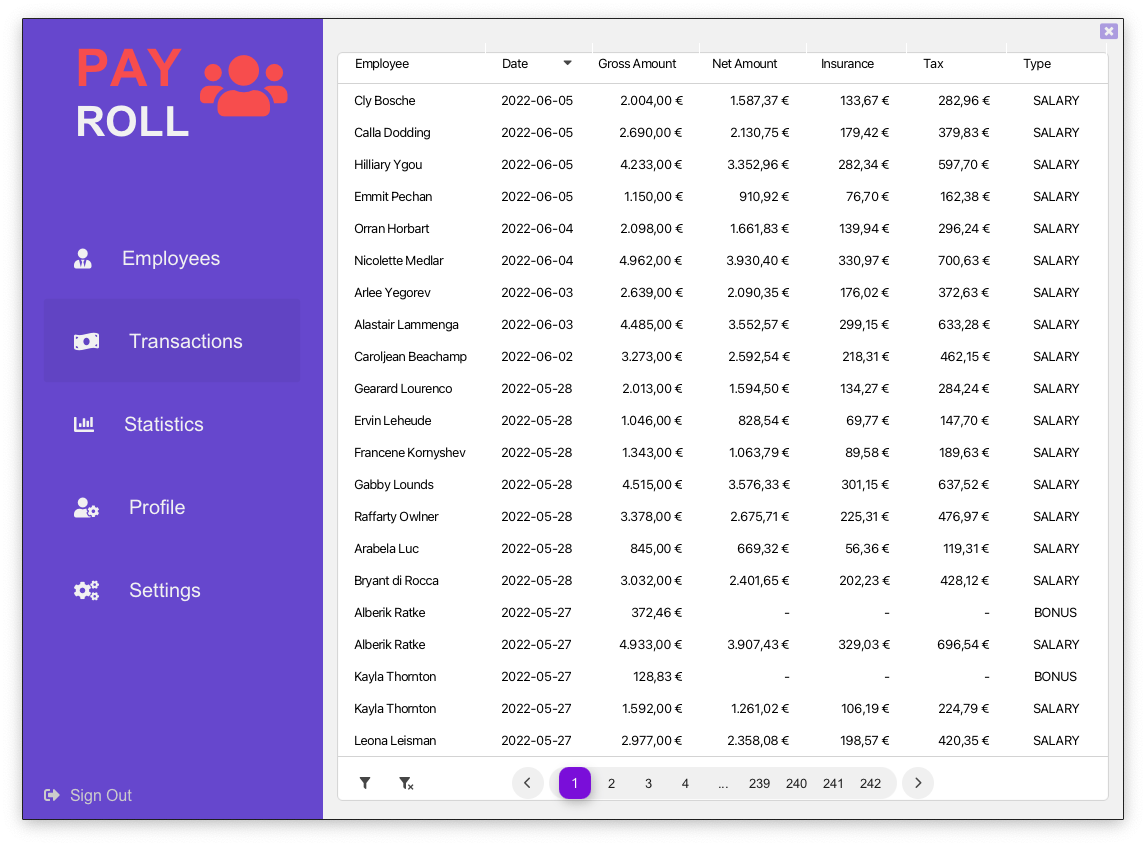 PAY
ROLL
Employees
Transactions
Statistics
Profile
Settings
Sign Out
Employee Date Gross Amount Net Amount Insurance Tax Type
Cly Bosche 2022-06-05 2.004,00 € 1.587,37 € 133,67 € 282,96 € SALARY
Calla Dodding 2022-06-05 2.690,00 € 2.130,75 € 179,42 € 379,83 € SALARY
Hilliary Ygou 2022-06-05 4.233,00 € 3.352,96 € 282,34 € 597,70 € SALARY
Emmit Pechan 2022-06-05 1.150,00 € 910,92 € 76,70 € 162,38 € SALARY
Orran Horbart 2022-06-04 2.098,00 € 1.661,83 € 139,94 € 296,24 € SALARY
Nicolette Medlar 2022-06-04 4.962,00 € 3.930,40 € 330,97 € 700,63 € SALARY
Arlee Yegorev 2022-06-03 2.639,00 € 2.090,35 € 176,02 € 372,63 € SALARY
Alastair Lammenga 2022-06-03 4.485,00 € 3.552,57 € 299,15 € 633,28 € SALARY
Caroljean Beachamp 2022-06-02 3.273,00 € 2.592,54 € 218,31 € 462,15 € SALARY
Gearard Lourenco 2022-05-28 2.013,00 € 1.594,50 € 134,27 € 284,24 € SALARY
Ervin Leheude 2022-05-28 1.046,00 € 828,54 € 69,77 € 147,70 € SALARY
Francene Kornyshev 2022-05-28 1.343,00 € 1.063,79 € 89,58 € 189,63 € SALARY
Gabby Lounds 2022-05-28 4.515,00 € 3.576,33 € 301,15 € 637,52 € SALARY
Raffarty Owlner 2022-05-28 3.378,00 € 2.675,71 € 225,31 € 476,97 € SALARY
Arabela Luc 2022-05-28 845,00 € 669,32 € 56,36 € 119,31 € SALARY
Bryant di Rocca 2022-05-28 3.032,00 € 2.401,65 € 202,23 € 428,12 € SALARY
Alberik Ratke 2022-05-27 372,46 € - - - BONUS
Alberik Ratke 2022-05-27 4.933,00 € 3.907,43 € 329,03 € 696,54 € SALARY
Kayla Thornton 2022-05-27 128,83 € - - - BONUS
Kayla Thornton 2022-05-27 1.592,00 € 1.261,02 € 106,19 € 224,79 € SALARY
Leona Leisman 2022-05-27 2.977,00 € 2.358,08 € 198,57 € 420,35 € SALARY
1 2 3 4 ... 239 240 241 242